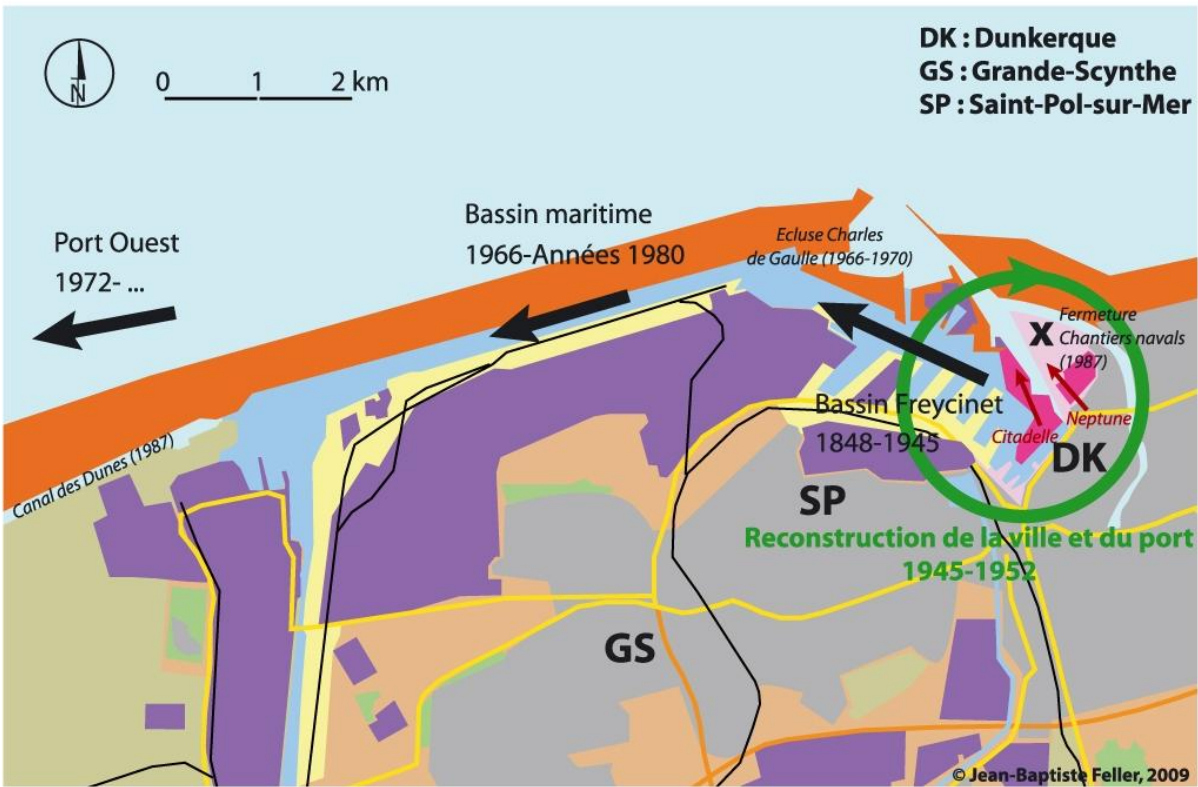 DK : Dunkerque
GS : Grande-Scynthe
SP : Saint-Pol-sur-Mer
N
0 1 2 km
Port Ouest
1972- ...
Bassin maritime
1966-Années 1980
Ecluse Charles
de Gaulle (1966-1970)
X
Fermeture
Chantiers navals
(1987)
Neptune
Citadelle
Bassin Freycinet
1848-1945
DK
Canal des Dunes (1987)
SP
Reconstruction de la ville et du port
1945-1952
GS
© Jean-Baptiste Feller, 2009